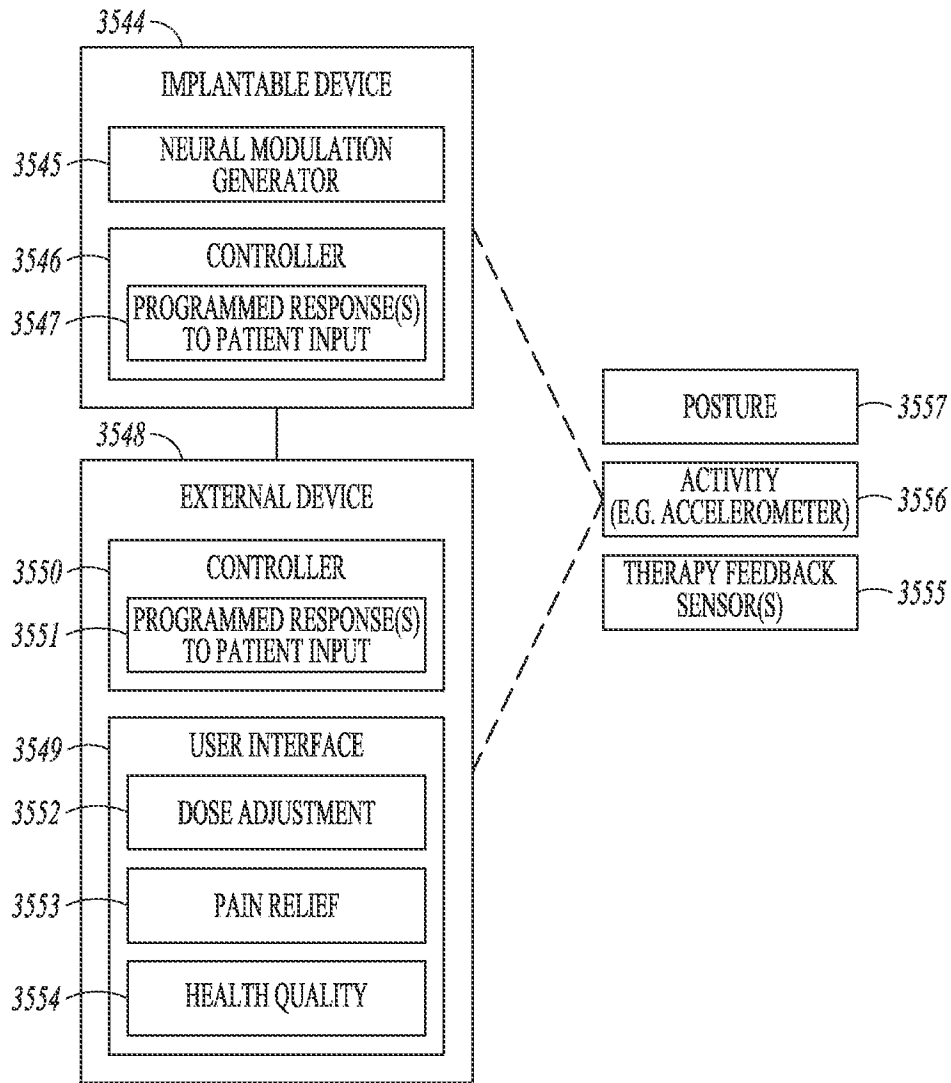 3544
IMPLANTABLE DEVICE
3545
NEURAL MODULATION
GENERATOR
3546
CONTROLLER
3547
PROGRAMMED RESPONSE(S)
TO PATIENT INPUT
3548
EXTERNAL DEVICE
3550
CONTROLLER
3551
PROGRAMMED RESPONSE(S)
TO PATIENT INPUT
3549
USER INTERFACE
3552
DOSE ADJUSTMENT
3553
PAIN RELIEF
3554
HEALTH QUALITY
POSTURE
3557
ACTIVITY
(E.G. ACCELEROMETER)
3556
THERAPY FEEDBACK
SENSOR(S)
3555